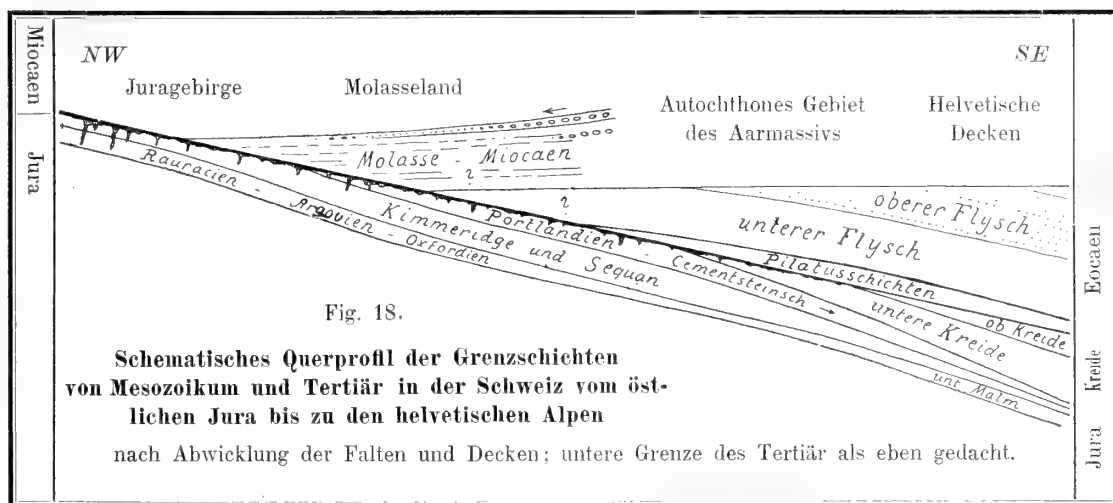 Miocaen
Jura
NW
SE
Juragebirge
Molasseland
Autochthones Gebiet
des Aarmassivs
Helvetische
Decken
Molasse - Miocaen
?
?
oberer Flysch
unterer Flysch
Pilatusschichten
ob Kreide
untere Kreide
Portlandien - Cementsteinsch
Kimmeridge und Sequan
Rauracien - Argovien - Oxfordien
unt Malm
Eocaen
Kreide
Jura
Fig. 18.
Schematisches Querprofil der Grenzschichten
von Mesozoikum und Tertiär in der Schweiz vom öst-
lichen Jura bis zu den helvetischen Alpen
nach Abwicklung der Falten und Decken; untere Grenze des Tertiär als eben gedacht.